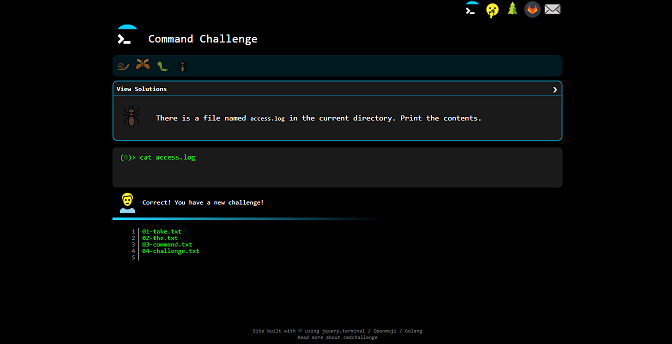 Command Challenge
View Solutions
There is a file named access.log in the current directory. Print the contents.
cat access.log
Correct! You have a new challenge!
1 01-take.txt
2 02-the.txt
3 03-command.txt
4 04-challenge.txt
5
Site built with © using jquery.terminal / Openmoji / Golang
Read more about cmdchallenge